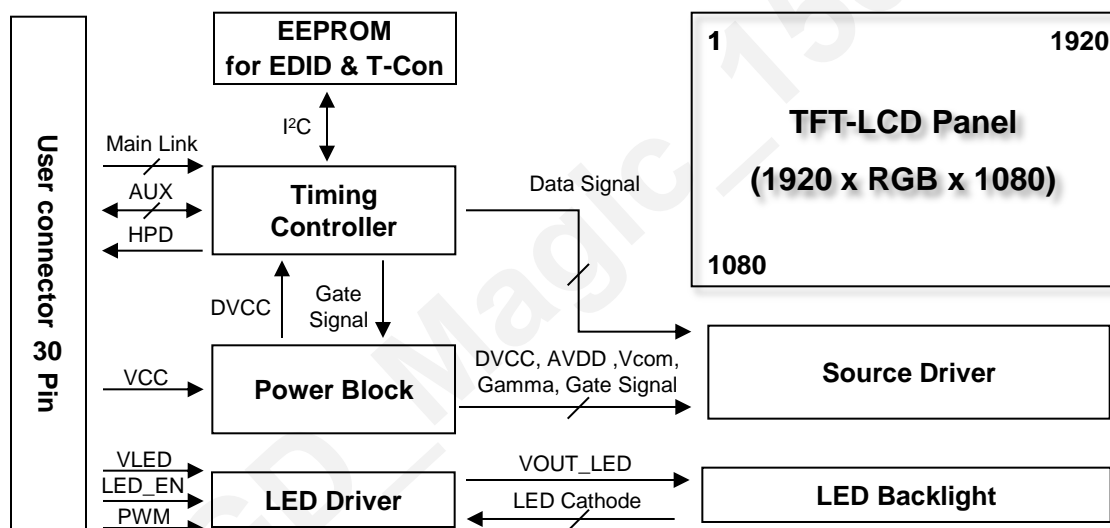 EEPROM
for EDID & T-Con
1 1920
I²C
TFT-LCD Panel
(1920 x RGB x 1080)
1080
User connector 30 Pin
Main Link
AUX
HPD
Timing
Controller
Data Signal
DVCC
Gate
Signal
VCC
Power Block
DVCC, AVDD ,Vcom,
Gamma, Gate Signal
Source Driver
VLED
LED_EN
PWM
LED Driver
VOUT_LED
LED Cathode
LED Backlight